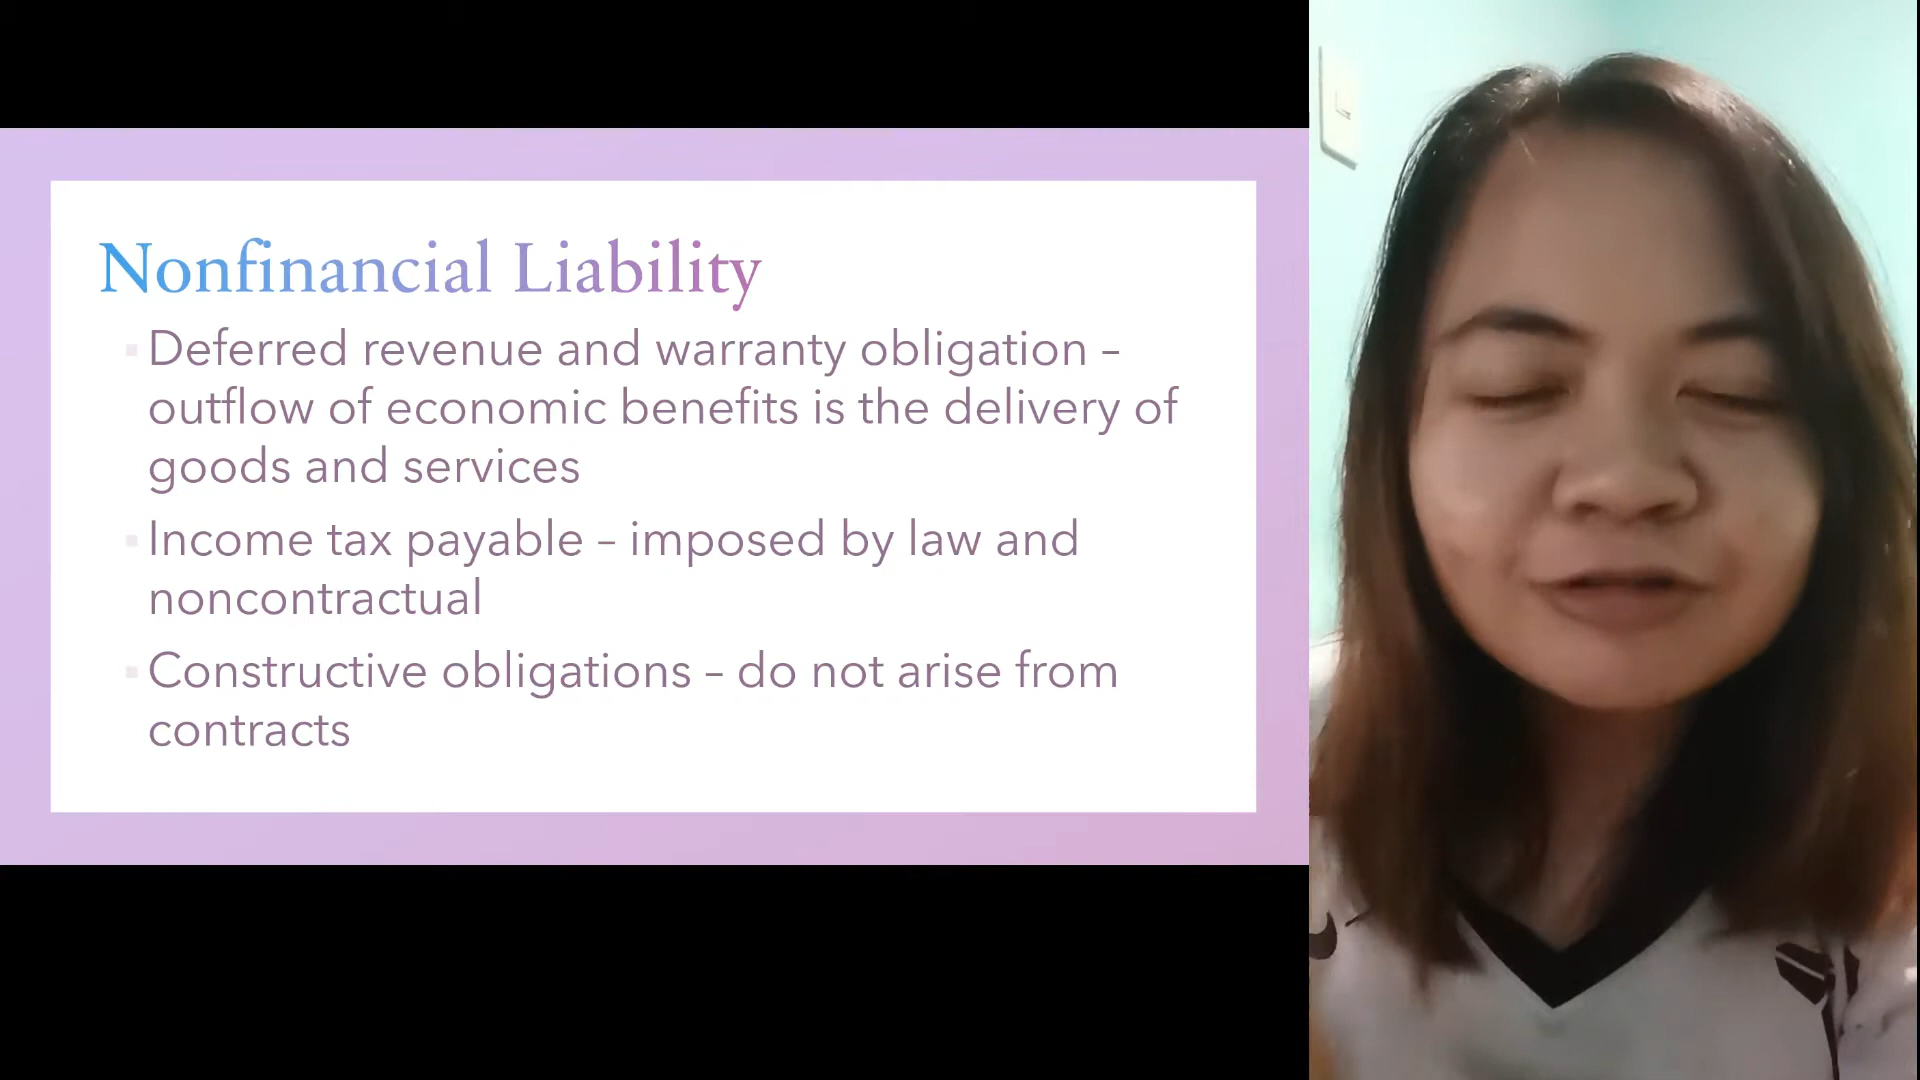 Nonfinancial Liability
Deferred revenue and warranty obligation –
outflow of economic benefits is the delivery of
goods and services
Income tax payable – imposed by law and
noncontractual
Constructive obligations – do not arise from
contracts